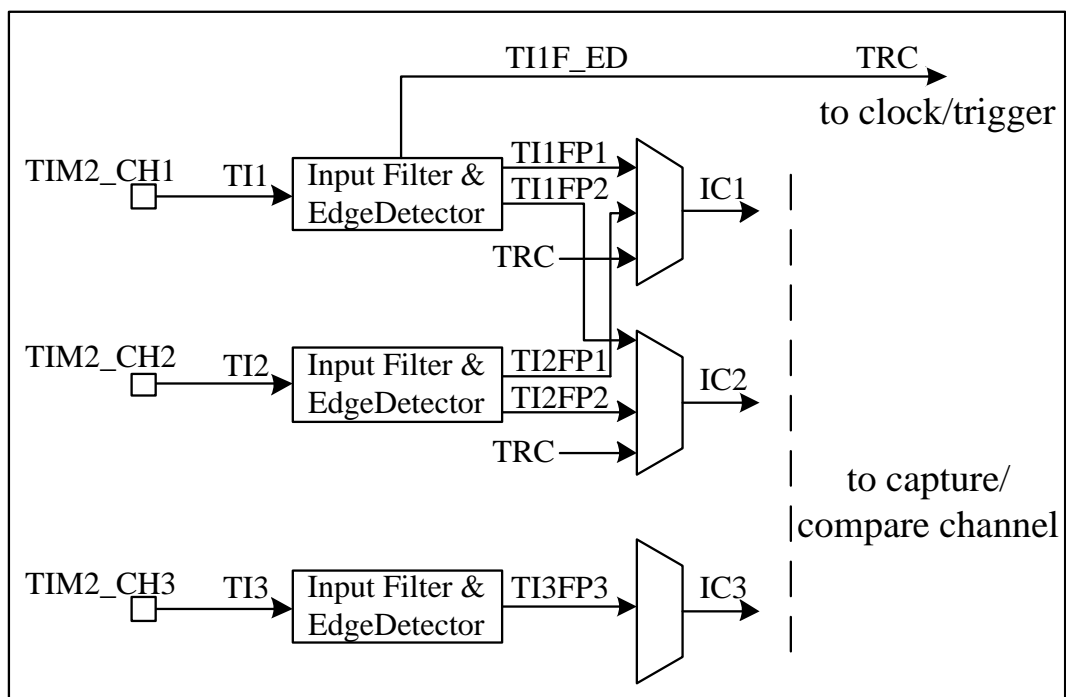 TI1F_ED
TRC
to clock/trigger
TIM2_CH1
TI1
Input Filter &
EdgeDetector
TI1FP1
TI1FP2
TRC
IC1
TIM2_CH2
TI2
Input Filter &
EdgeDetector
TI2FP1
TI2FP2
TRC
IC2
to capture/
compare channel
TIM2_CH3
TI3
Input Filter &
EdgeDetector
TI3FP3
IC3